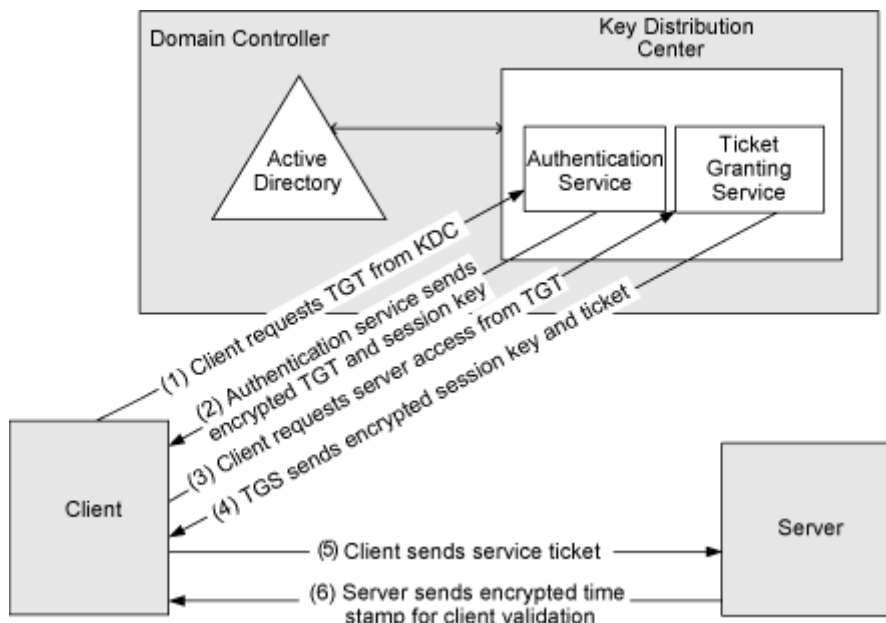 Domain Controller
Key Distribution
Center
Active
Directory
Authentication
Service
Ticket
Granting
Service
(1) Client requests TGT from KDC
(2) Authentication service sends
encrypted TGT and session key
(3) Client requests server access from TGT
(4) TGS sends encrypted session key and ticket
Client
Server
(5) Client sends service ticket
(6) Server sends encrypted time
stamp for client validation